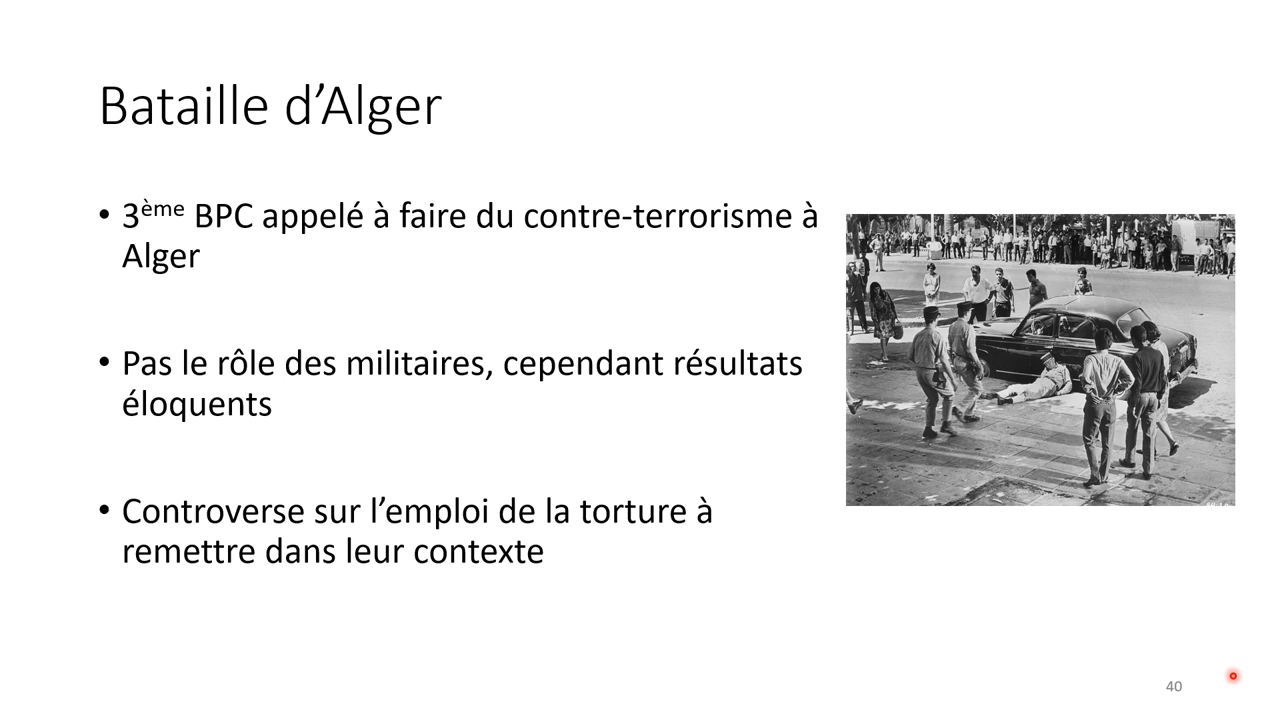 Bataille d’Alger
• 3ème BPC appelé à faire du contre-terrorisme à
Alger
• Pas le rôle des militaires, cependant résultats
éloquents
• Controverse sur l’emploi de la torture à
remettre dans leur contexte
40